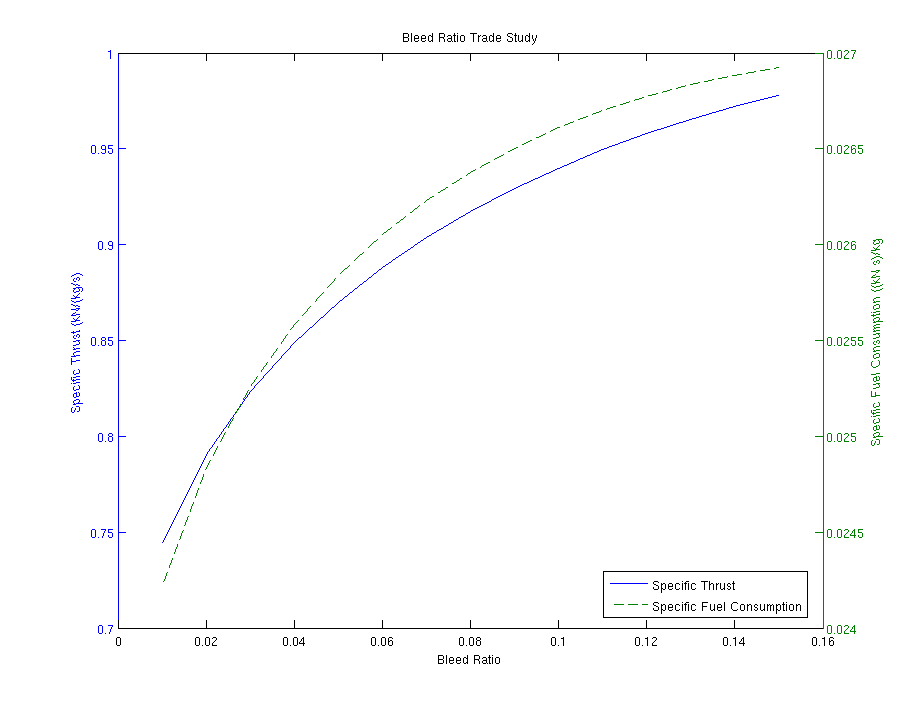 Bleed Ratio Trade Study
1
0.95
0.9
0.85
0.8
0.75
0.7
Specific Thrust (kN/(kg/s)
0.027
0.0265
0.026
0.0255
0.025
0.0245
0.024
Specific Fuel Consumption ((kN s)/kg
Specific Thrust
Specific Fuel Consumption
0 0.02 0.04 0.06 0.08 0.1 0.12 0.14 0.16
Bleed Ratio